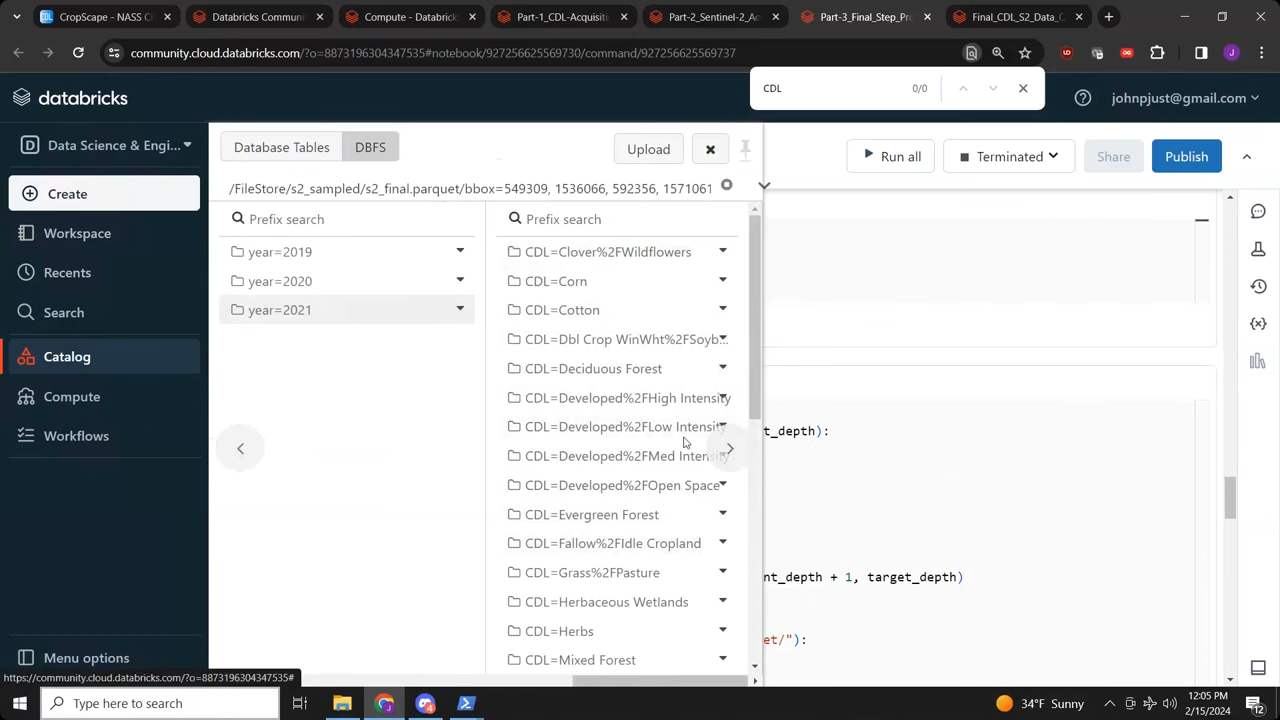 CropScape - NASS C
Databricks Communi
Compute - Databrick
Part-1_CDL-Acquisit
Part-2_Sentinel-2_A
Part-3_Final_Step_Pr
Final_CDL_S2_Data_C
community.cloud.databricks.com/?o=8873196304347535#notebook/927256625569730/command/927256625569737
CDL
0/0
databricks
johnpjust@gmail.com
Data Science & Engi...
Database Tables
DBFS
Upload
Run all
Terminated
Share
Publish
Create
/FileStore/s2_sampled/s2_final.parquet/bbox=549309, 1536066, 592356, 1571061
Prefix search
Prefix search
Workspace
Recents
Search
Catalog
Compute
Workflows
year=2019
year=2020
year=2021
CDL=Clover%2FWildflowers
CDL=Corn
CDL=Cotton
CDL=Dbl Crop WinWht%2FSoyb...
CDL=Deciduous Forest
CDL=Developed%2FHigh Intensity
CDL=Developed%2FLow Intensity
CDL=Developed%2FMed Intensity
CDL=Developed%2FOpen Space
CDL=Evergreen Forest
CDL=Fallow%2FIdle Cropland
CDL=Grass%2FPasture
CDL=Herbaceous Wetlands
CDL=Herbs
CDL=Mixed Forest
t_depth):
nt_depth + 1, target_depth)
et/"):
Menu options
https://community.cloud.databricks.com/?o=8873196304347535#
Type here to search
34°F Sunny
12:05 PM
2/15/2024
12